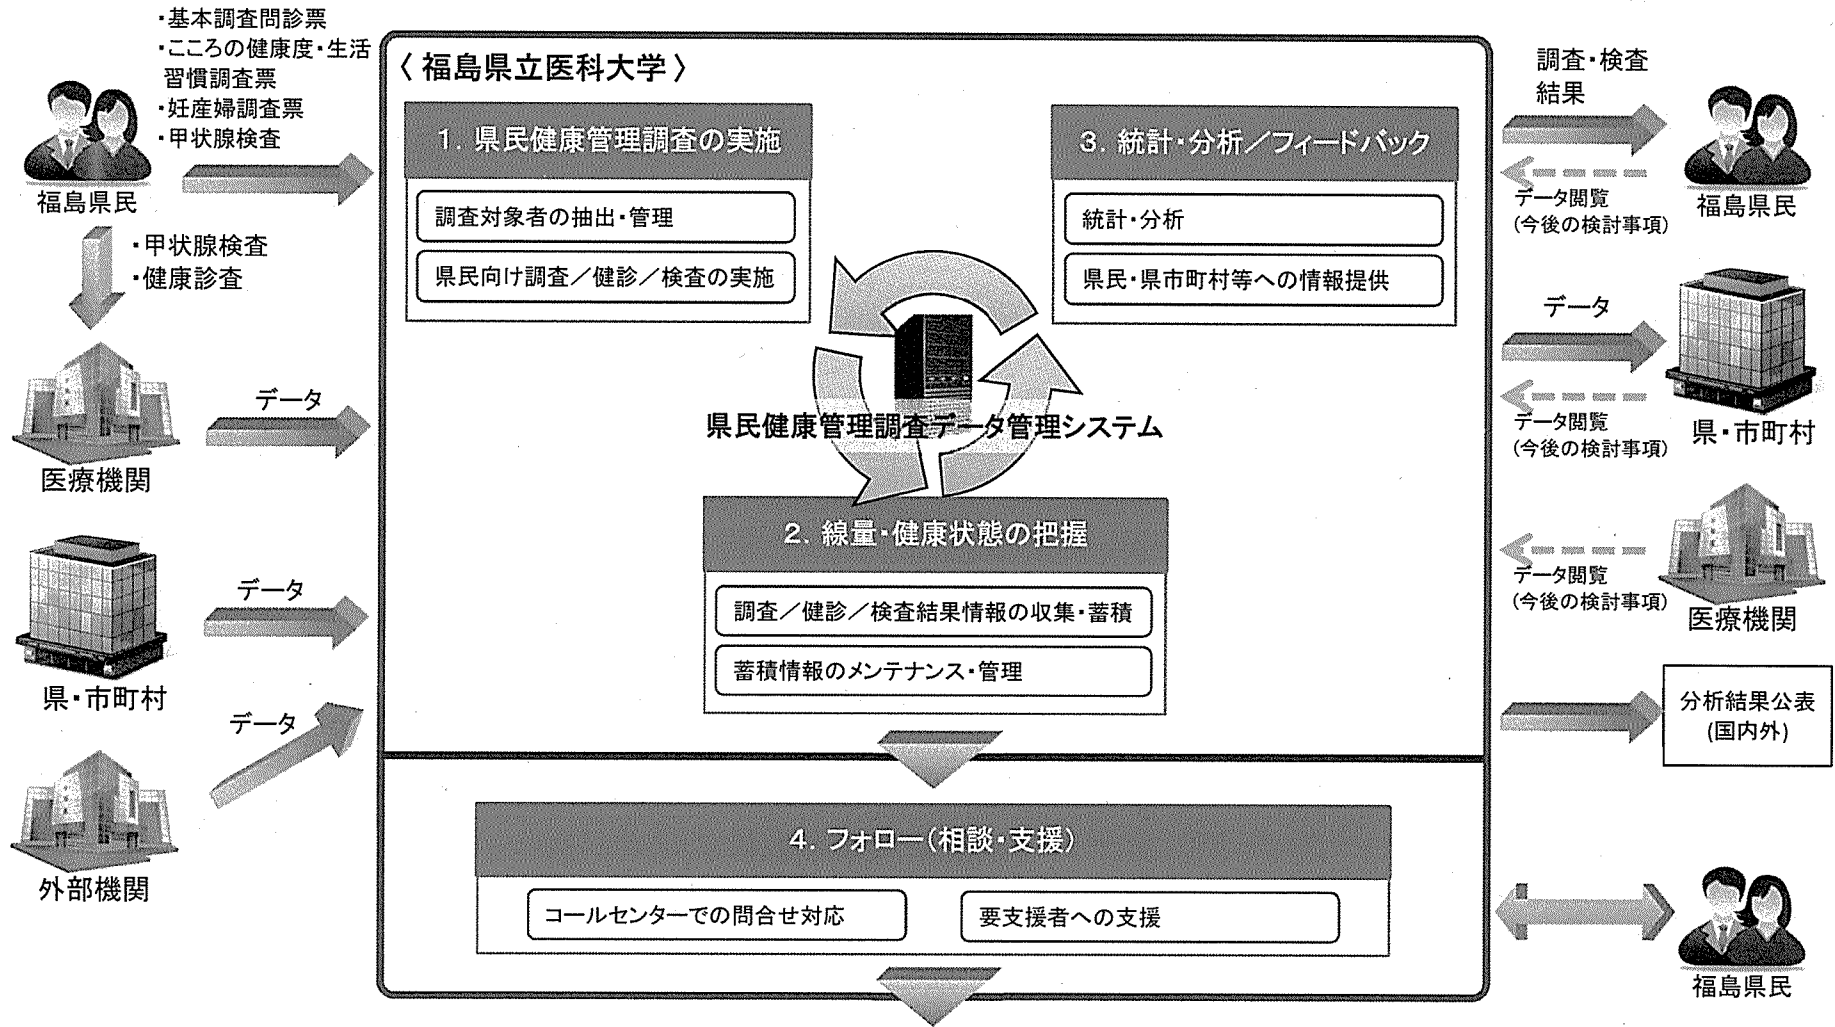 ・基本調査問診票
・こころの健康度・生活
習慣調査票
・妊産婦調査票
・甲状腺検査
福島県民
・甲状腺検査
・健康診査
医療機関
データ
県・市町村
データ
外部機関
データ
〈 福島県立医科大学 〉
1. 県民健康管理調査の実施
調査対象者の抽出・管理
県民向け調査／健診／検査の実施
3. 統計・分析／フィードバック
統計・分析
県民・県市町村等への情報提供
県民健康管理調査データ管理システム
2. 線量・健康状態の把握
調査／健診／検査結果情報の収集・蓄積
蓄積情報のメンテナンス・管理
4. フォロー(相談・支援)
コールセンターでの問合せ対応
要支援者への支援
調査・検査
結果
データ閲覧
(今後の検討事項)
福島県民
データ
データ閲覧
(今後の検討事項)
県・市町村
データ閲覧
(今後の検討事項)
医療機関
分析結果公表
(国内外)
福島県民